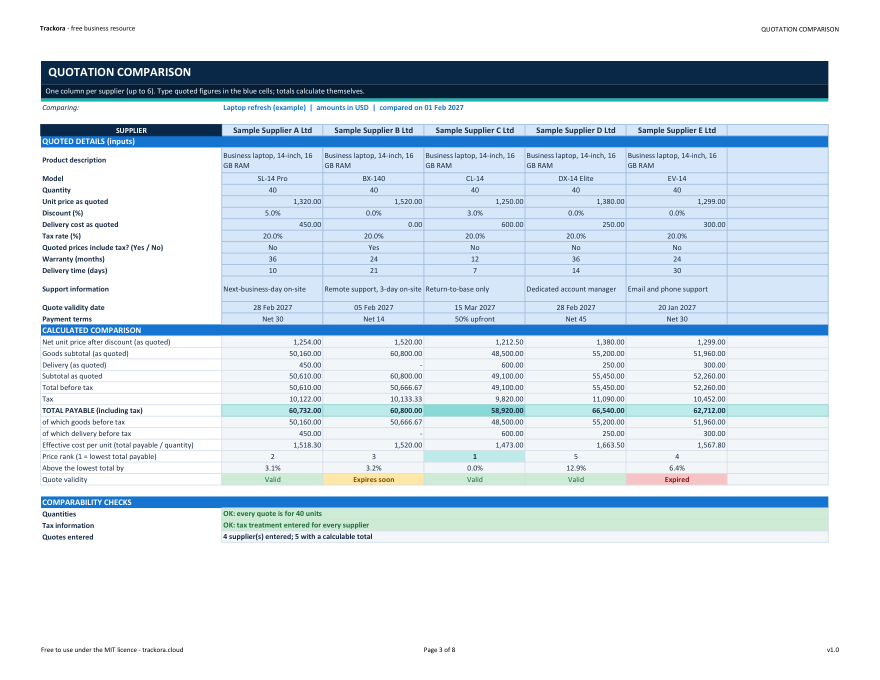 Trackora - free business resource QUOTATION COMPARISON
QUOTATION COMPARISON
One column per supplier (up to 6). Type quoted figures in the blue cells; totals calculate themselves.
Comparing: Laptop refresh (example) | amounts in USD | compared on 01 Feb 2027
SUPPLIER Sample Supplier A Ltd Sample Supplier B Ltd Sample Supplier C Ltd Sample Supplier D Ltd Sample Supplier E Ltd
QUOTED DETAILS (inputs)
Product description Business laptop, 14-inch, 16 GB RAM Business laptop, 14-inch, 16 GB RAM Business laptop, 14-inch, 16 GB RAM Business laptop, 14-inch, 16 GB RAM Business laptop, 14-inch, 16 GB RAM
Model SL-14 Pro BX-140 CL-14 DX-14 Elite EV-14
Quantity 40 40 40 40 40
Unit price as quoted 1,320.00 1,520.00 1,250.00 1,380.00 1,299.00
Discount (%) 5.0% 0.0% 3.0% 0.0% 0.0%
Delivery cost as quoted 450.00 0.00 600.00 250.00 300.00
Tax rate (%) 20.0% 20.0% 20.0% 20.0% 20.0%
Quoted prices include tax? (Yes / No) No Yes No No No
Warranty (months) 36 24 12 36 24
Delivery time (days) 10 21 7 14 30
Support information Next-business-day on-site Remote support, 3-day on-site Return-to-base only Dedicated account manager Email and phone support
Quote validity date 28 Feb 2027 05 Feb 2027 15 Mar 2027 28 Feb 2027 20 Jan 2027
Payment terms Net 30 Net 14 50% upfront Net 45 Net 30
CALCULATED COMPARISON
Net unit price after discount (as quoted) 1,254.00 1,520.00 1,212.50 1,380.00 1,299.00
Goods subtotal (as quoted) 50,160.00 60,800.00 48,500.00 55,200.00 51,960.00
Delivery (as quoted) 450.00 - 600.00 250.00 300.00
Subtotal as quoted 50,610.00 60,800.00 49,100.00 55,450.00 52,260.00
Total before tax 50,610.00 50,666.67 49,100.00 55,450.00 52,260.00
Tax 10,122.00 10,133.33 9,820.00 11,090.00 10,452.00
TOTAL PAYABLE (including tax) 60,732.00 60,800.00 58,920.00 66,540.00 62,712.00
of which goods before tax 50,160.00 50,666.67 48,500.00 55,200.00 51,960.00
of which delivery before tax 450.00 - 600.00 250.00 300.00
Effective cost per unit (total payable / quantity) 1,518.30 1,520.00 1,473.00 1,663.50 1,567.80
Price rank (1 = lowest total payable) 2 3 1 5 4
Above the lowest total by 3.1% 3.2% 0.0% 12.9% 6.4%
Quote validity Valid Expires soon Valid Valid Expired
COMPARABILITY CHECKS
Quantities OK: every quote is for 40 units
Tax information OK: tax treatment entered for every supplier
Quotes entered 4 supplier(s) entered; 5 with a calculable total
Free to use under the MIT licence - trackora.cloud Page 3 of 8 v1.0